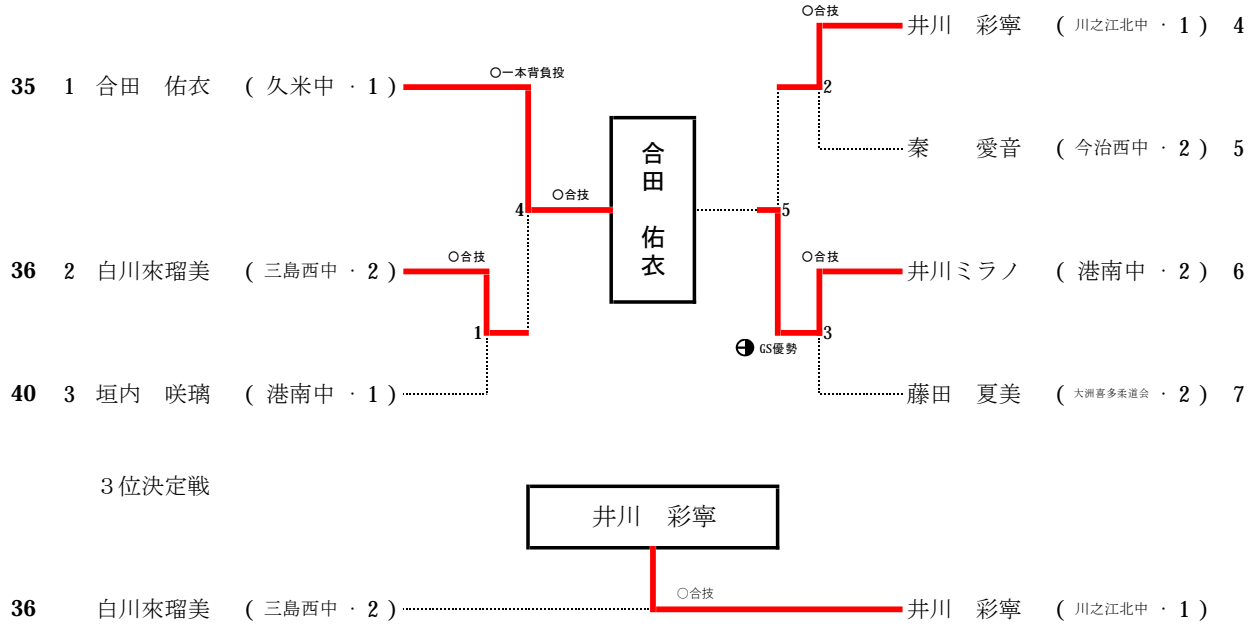 ○合技
井川　彩寧　( 川之江北中 ・ 1 )　4
○一本背負投
35　1　合田　佑衣　( 久米中 ・ 1 )
2
合田　佑衣
秦　愛音　( 今治西中 ・ 2 )　5
○合技
4
5
○合技
○合技
36　2　白川來瑠美　( 三島西中 ・ 2 )
井川ミラノ　( 港南中 ・ 2 )　6
1
3
GS優勢
40　3　垣内　咲璃　( 港南中 ・ 1 )
藤田　夏美　( 大洲喜多柔道会 ・ 2 )　7
３位決定戦
井川　彩寧
○合技
36　白川來瑠美　( 三島西中 ・ 2 )
井川　彩寧　( 川之江北中 ・ 1 )